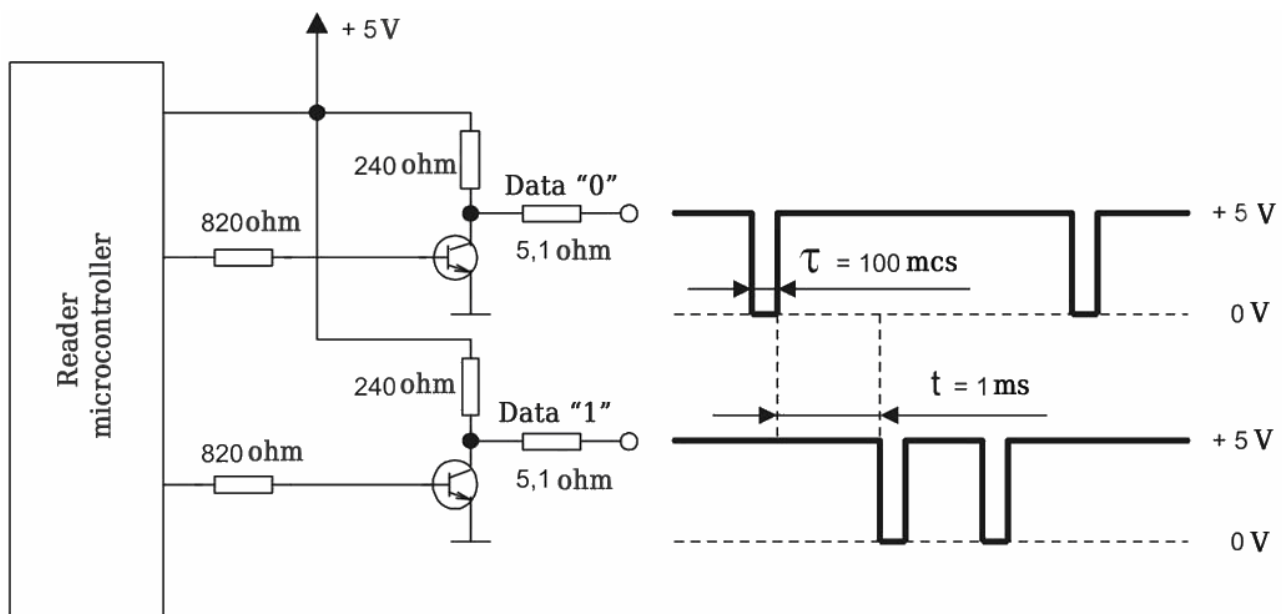 + 5 V
Reader
microcontroller
240 ohm
Data “0”
820 ohm
5,1 ohm
+ 5 V
τ = 100 mcs
0 V
240 ohm
t = 1 ms
Data “1”
820 ohm
5,1 ohm
+ 5 V
0 V